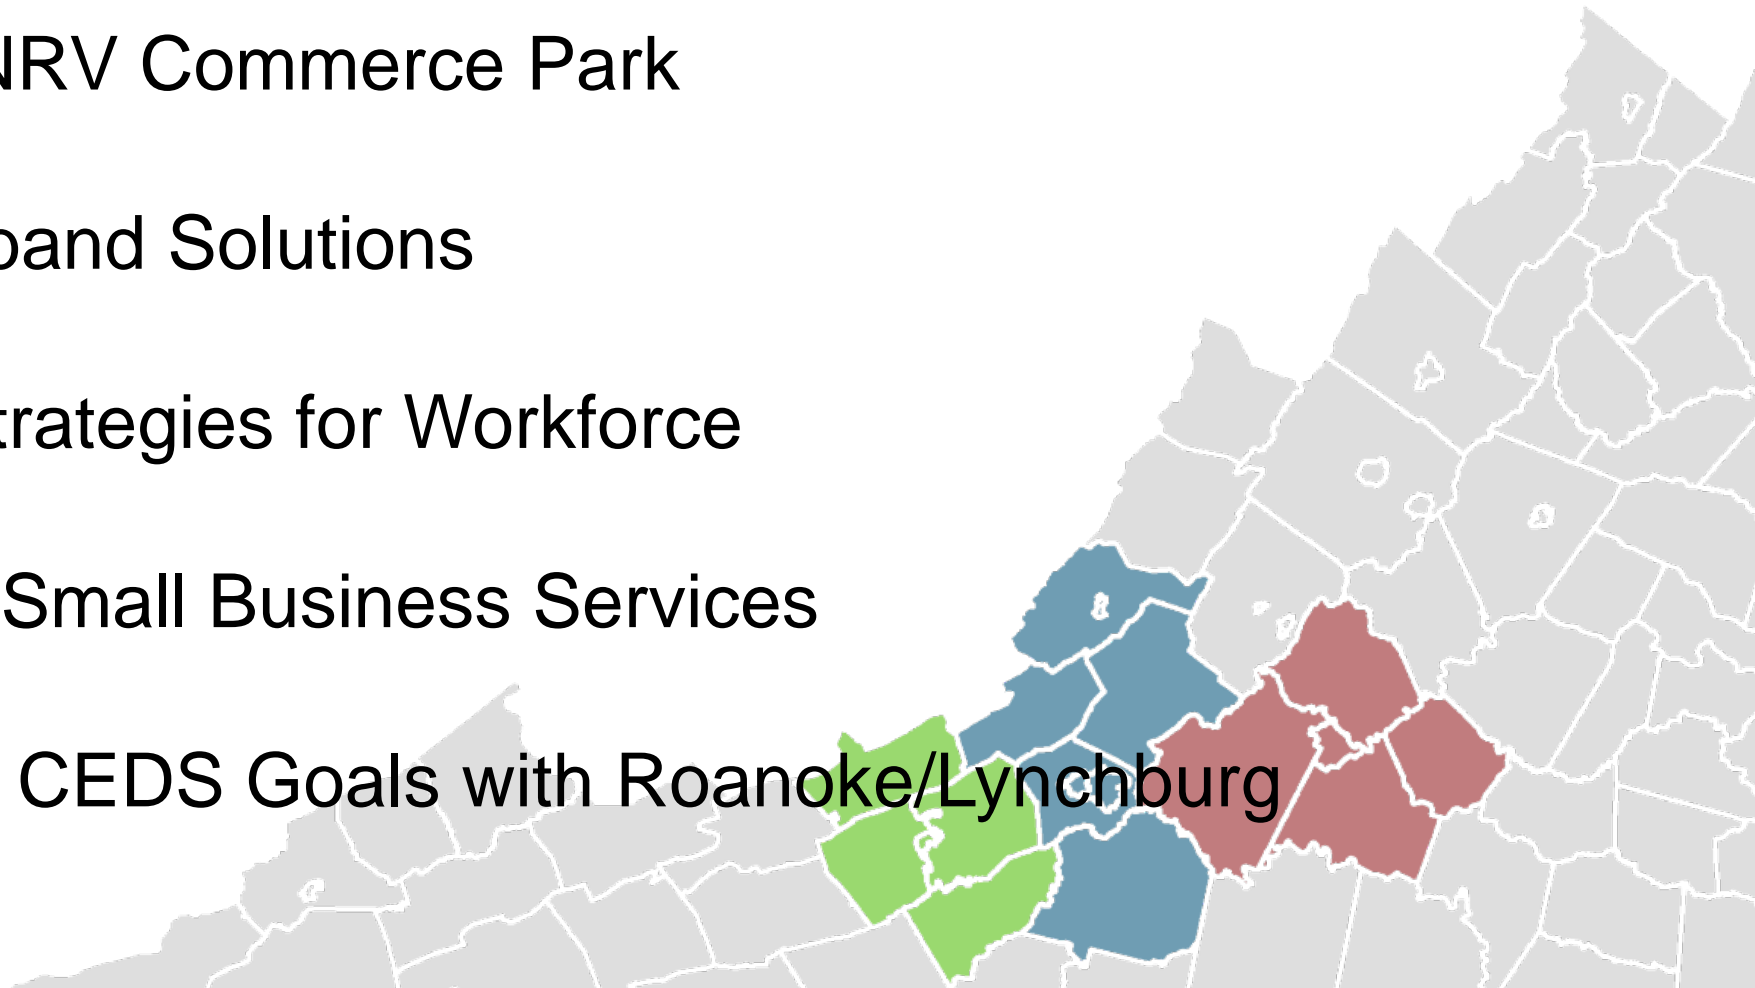 NRV Commerce Park
band Solutions
trategies for Workforce
Small Business Services
CEDS Goals with Roanoke/Lynchburg